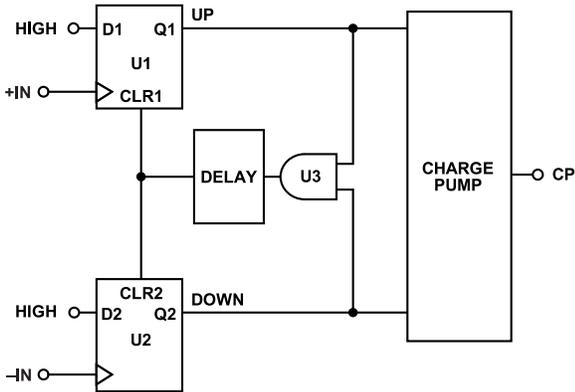 UP
HIGH
D1
Q1
U1
+IN
CLR1
DELAY
U3
CHARGE
PUMP
CP
CLR2
DOWN
HIGH
D2
Q2
U2
–IN